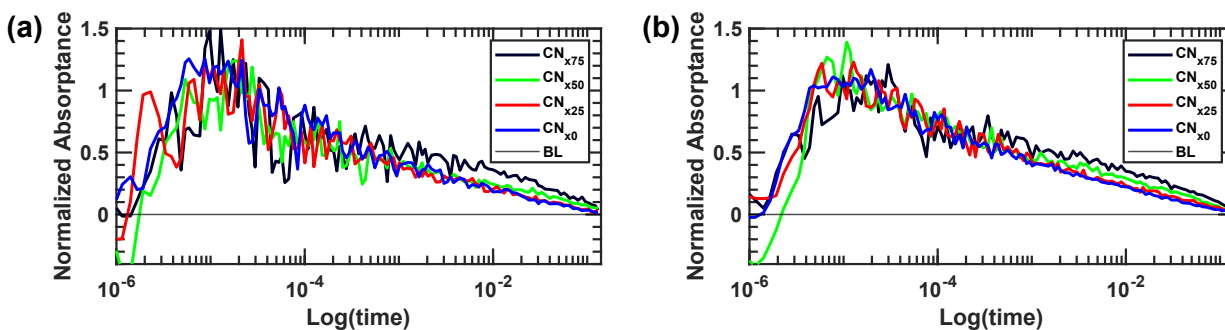 (a)
Normalized Absorptance
1.5
1
0.5
0
CNx75
CNx50
CNx25
CNx0
BL
10-6
10-4
10-2
Log(time)
(b)
Normalized Absorptance
1.5
1
0.5
0
CNx75
CNx50
CNx25
CNx0
BL
10-6
10-4
10-2
Log(time)